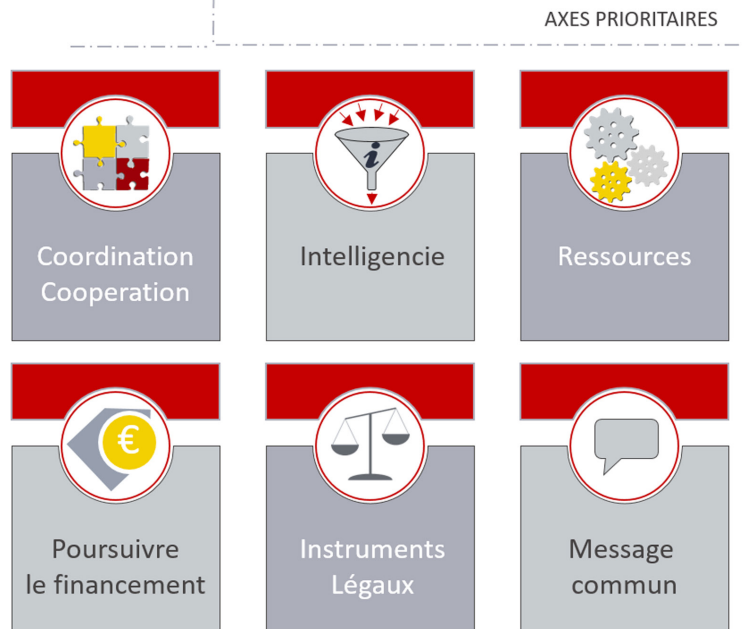 AXES PRIORITAIRES
Coordination
Cooperation
i
Intelligencie
Ressources
€
Poursuivre
le financement
Instruments
Légaux
Message
commun